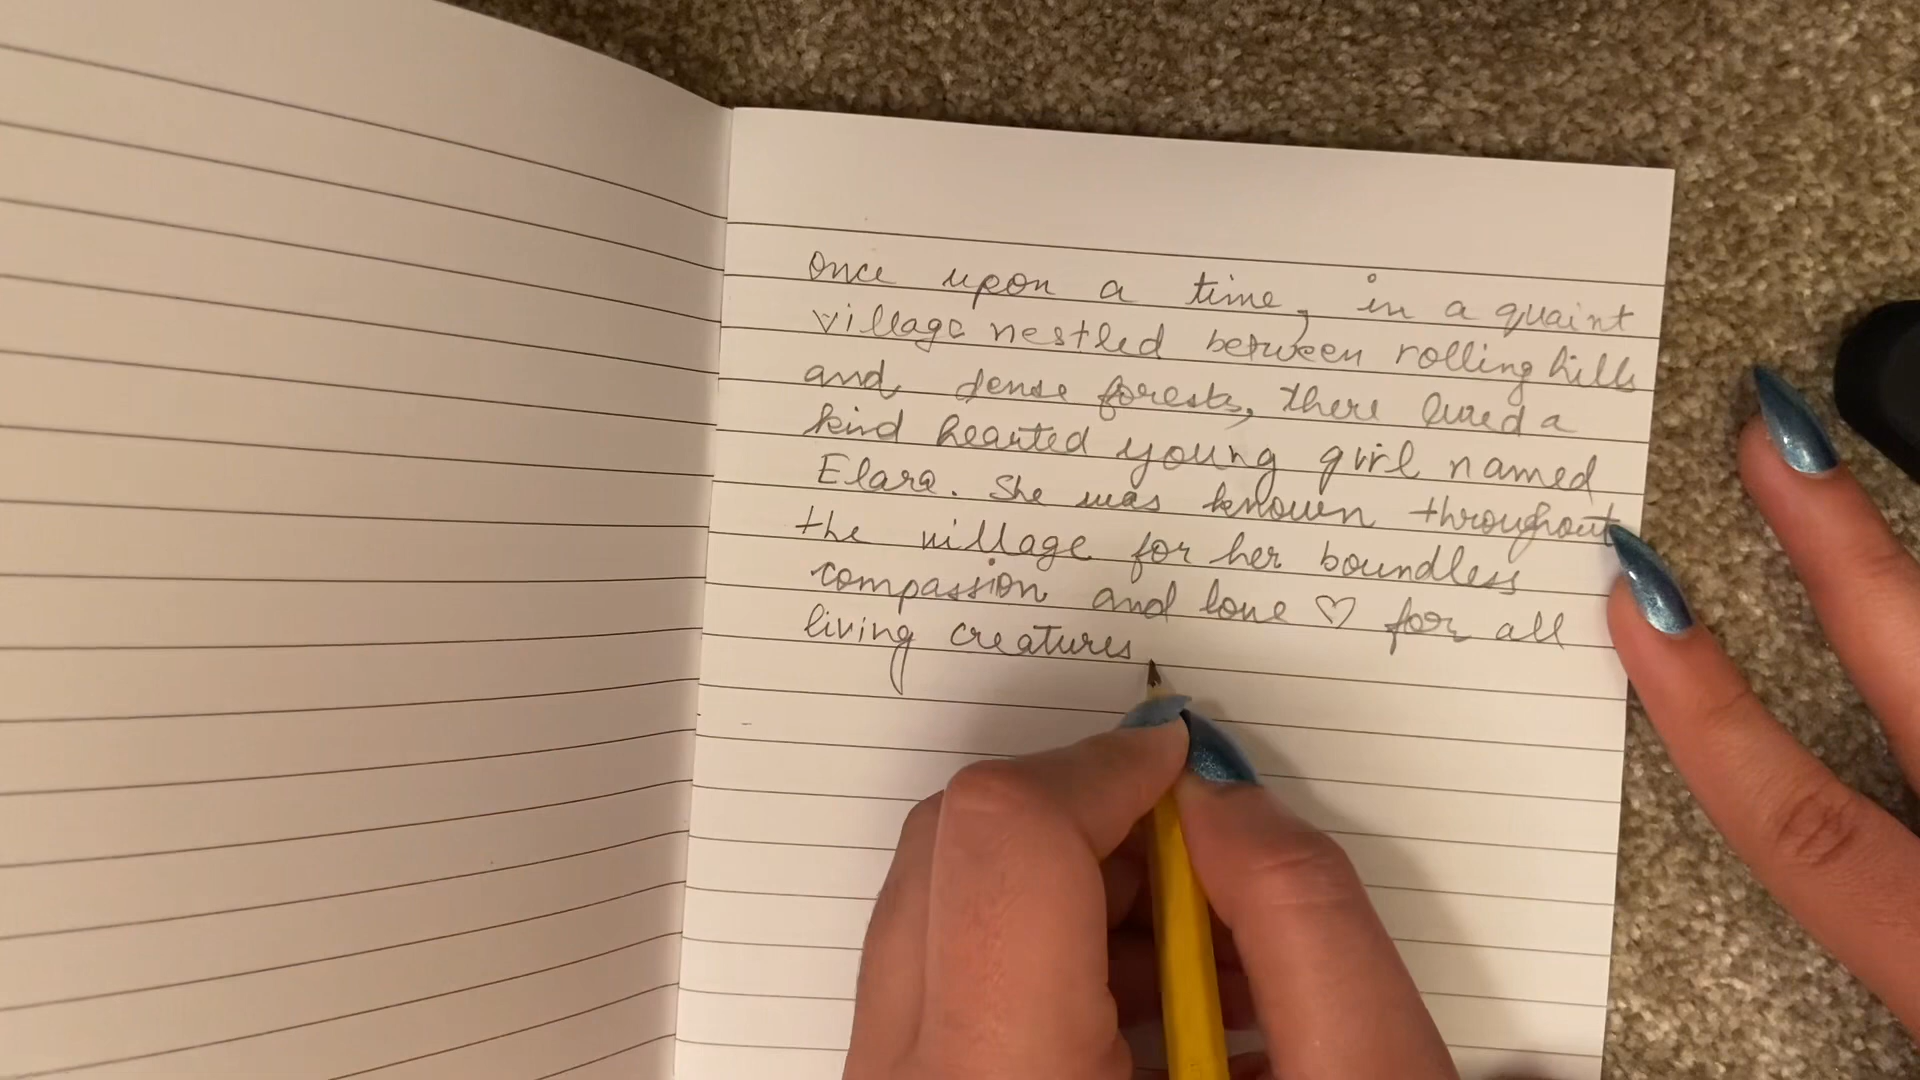 once upon a time, in a quaint
village nestled between rolling hills
and dense forests, there lived a
kind hearted young girl named
Elara. She was known throughout
the village for her boundless
compassion and love ♡ for all
living creatures